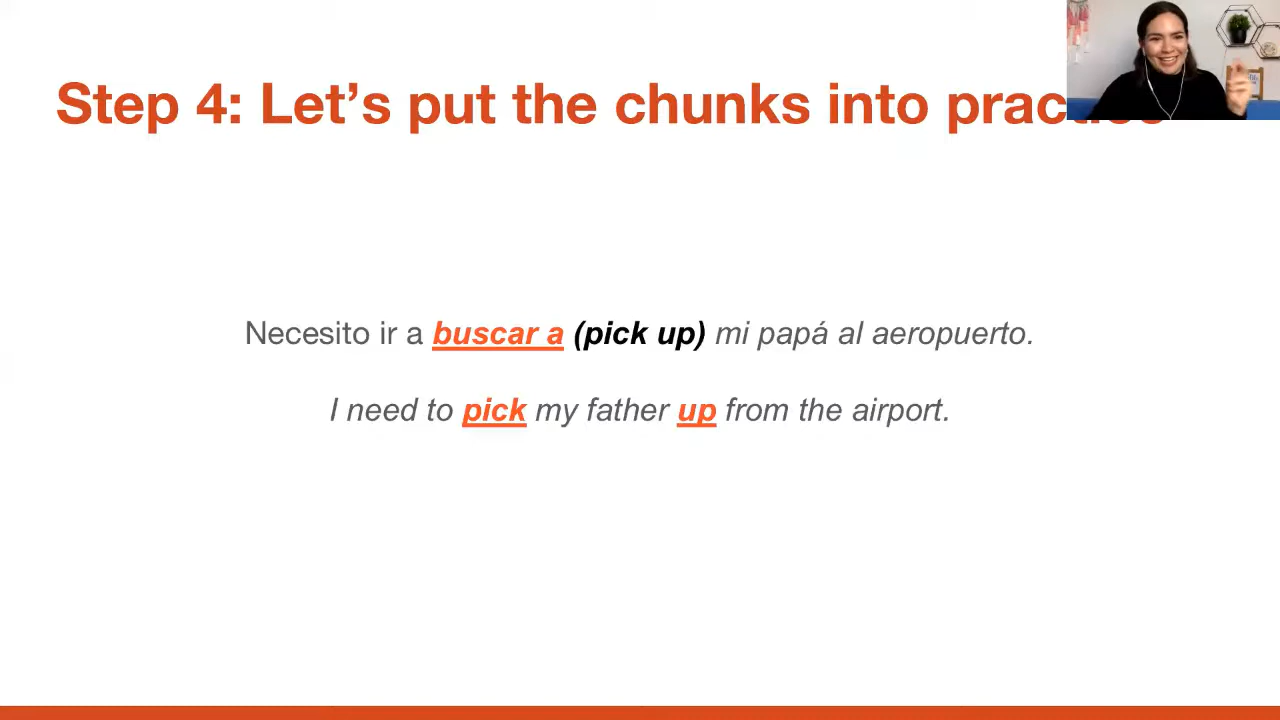 Step 4: Let's put the chunks into
Necesito ir a buscar a (pick up) mi papá al aeropuerto.
I need to pick my father up from the airport.